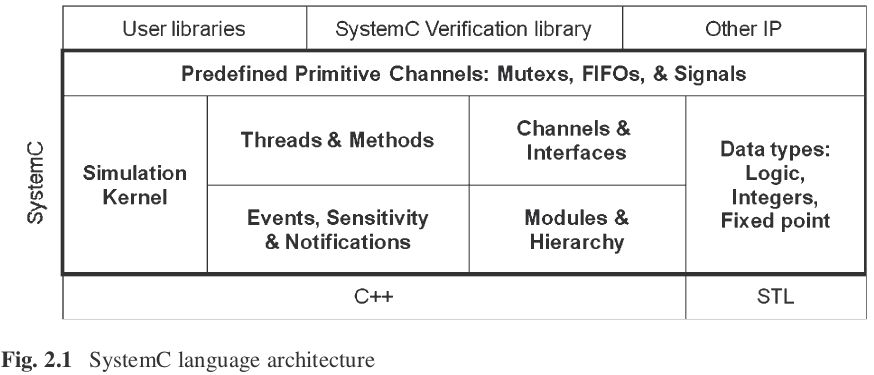 User libraries
SystemC Verification library
Other IP
Predefined Primitive Channels: Mutexs, FIFOs, & Signals
SystemC
Simulation
Kernel
Threads & Methods
Channels &
Interfaces
Events, Sensitivity
& Notifications
Modules &
Hierarchy
Data types:
Logic,
Integers,
Fixed point
C++
STL
Fig. 2.1 SystemC language architecture